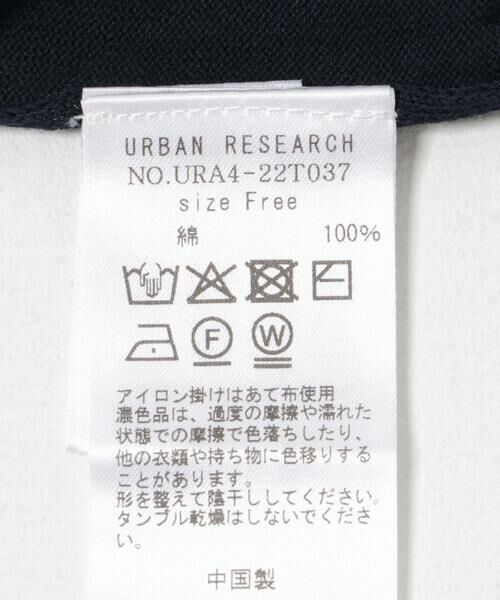 URBAN RESEARCH
NO.URA4-22T037
size Free
綿 100%
F W
アイロン掛けはあて布使用
濃色品は、過度の摩擦や濡れた
状態での摩擦で色落ちしたり、
他の衣類や持ち物に色移りする
ことがあります。
形を整えて陰干ししてください。
タンブル乾燥はしないでくださ
い。
中国製